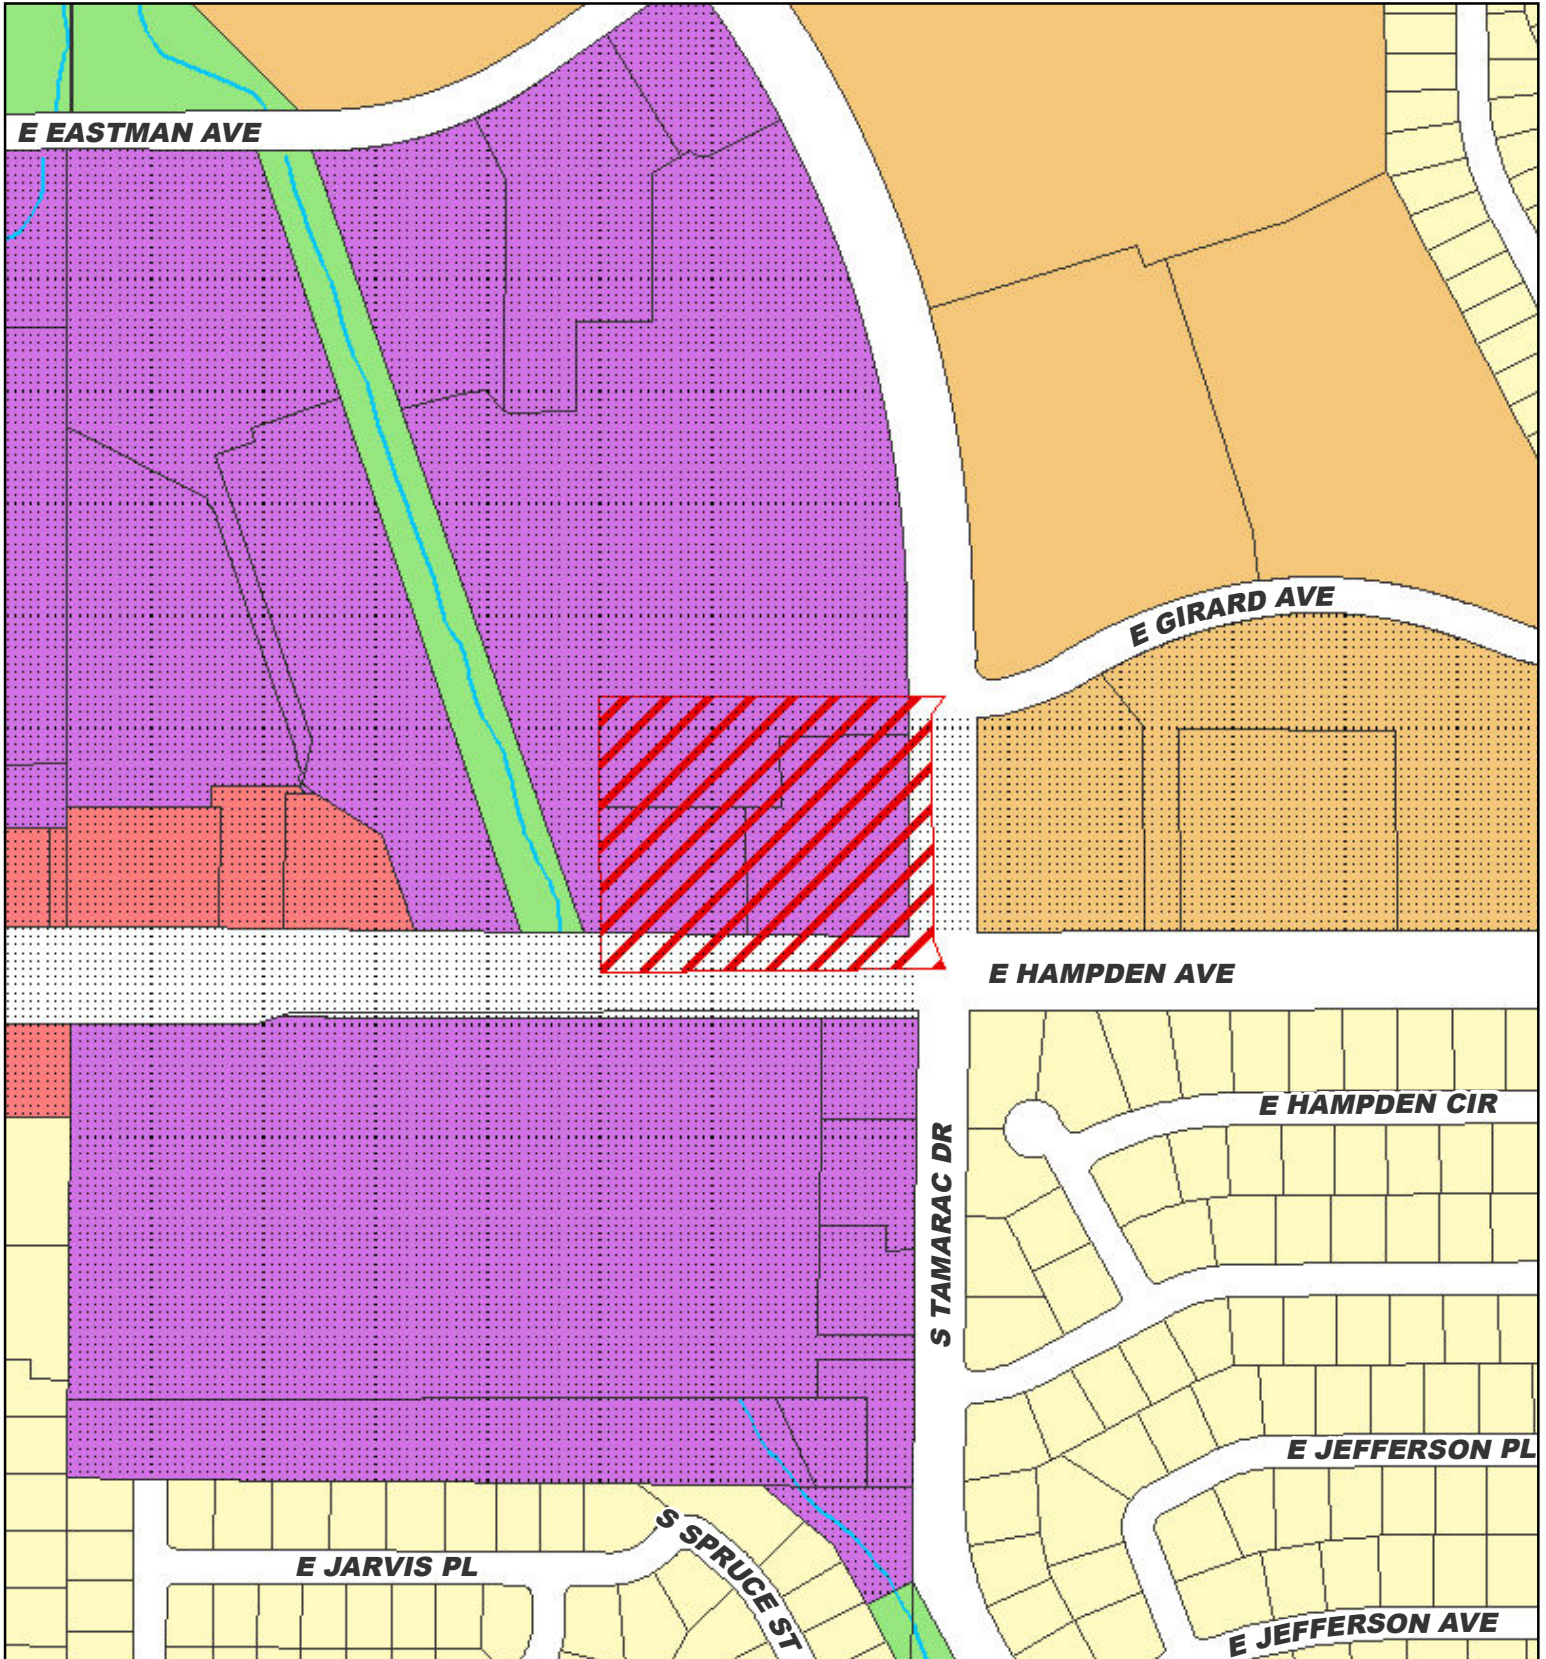 E EASTMAN AVE
E GIRARD AVE
E HAMPDEN AVE
E HAMPDEN CIR
S TAMARAC DR
E JEFFERSON PL
S SPRUCE ST
E JARVIS PL
E JEFFERSON AVE